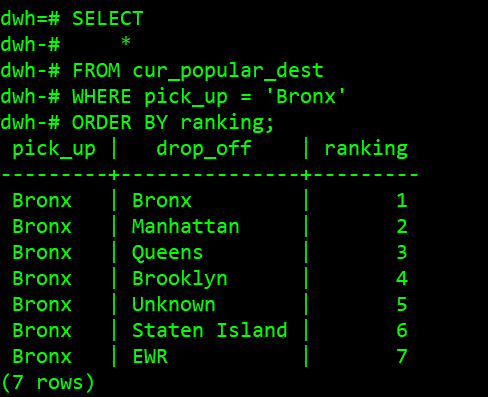 dwh=# SELECT
dwh-#     *
dwh-# FROM cur_popular_dest
dwh-# WHERE pick_up = 'Bronx'
dwh-# ORDER BY ranking;
 pick_up |   drop_off    | ranking
---------+---------------+---------
 Bronx   | Bronx         |       1
 Bronx   | Manhattan     |       2
 Bronx   | Queens        |       3
 Bronx   | Brooklyn      |       4
 Bronx   | Unknown       |       5
 Bronx   | Staten Island |       6
 Bronx   | EWR           |       7
(7 rows)